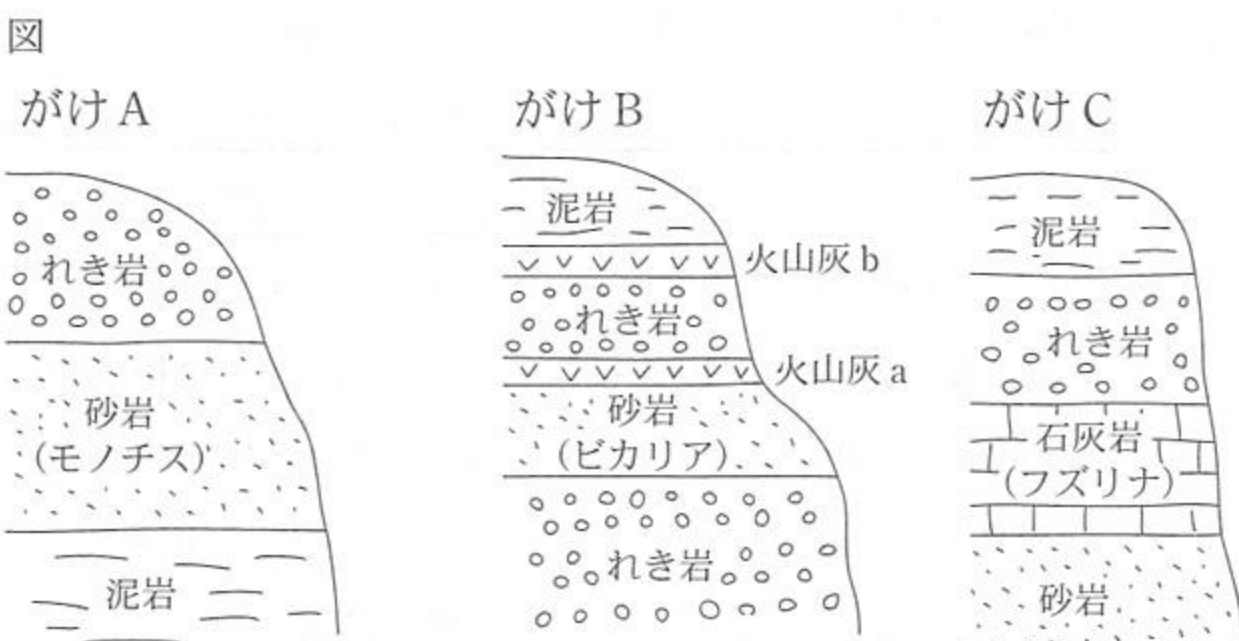 図
がけA
れき岩
砂岩
(モノチス)
泥岩
がけB
泥岩
火山灰b
れき岩
火山灰a
砂岩
(ビカリア)
れき岩
がけC
泥岩
れき岩
石灰岩
(フズリナ)
砂岩